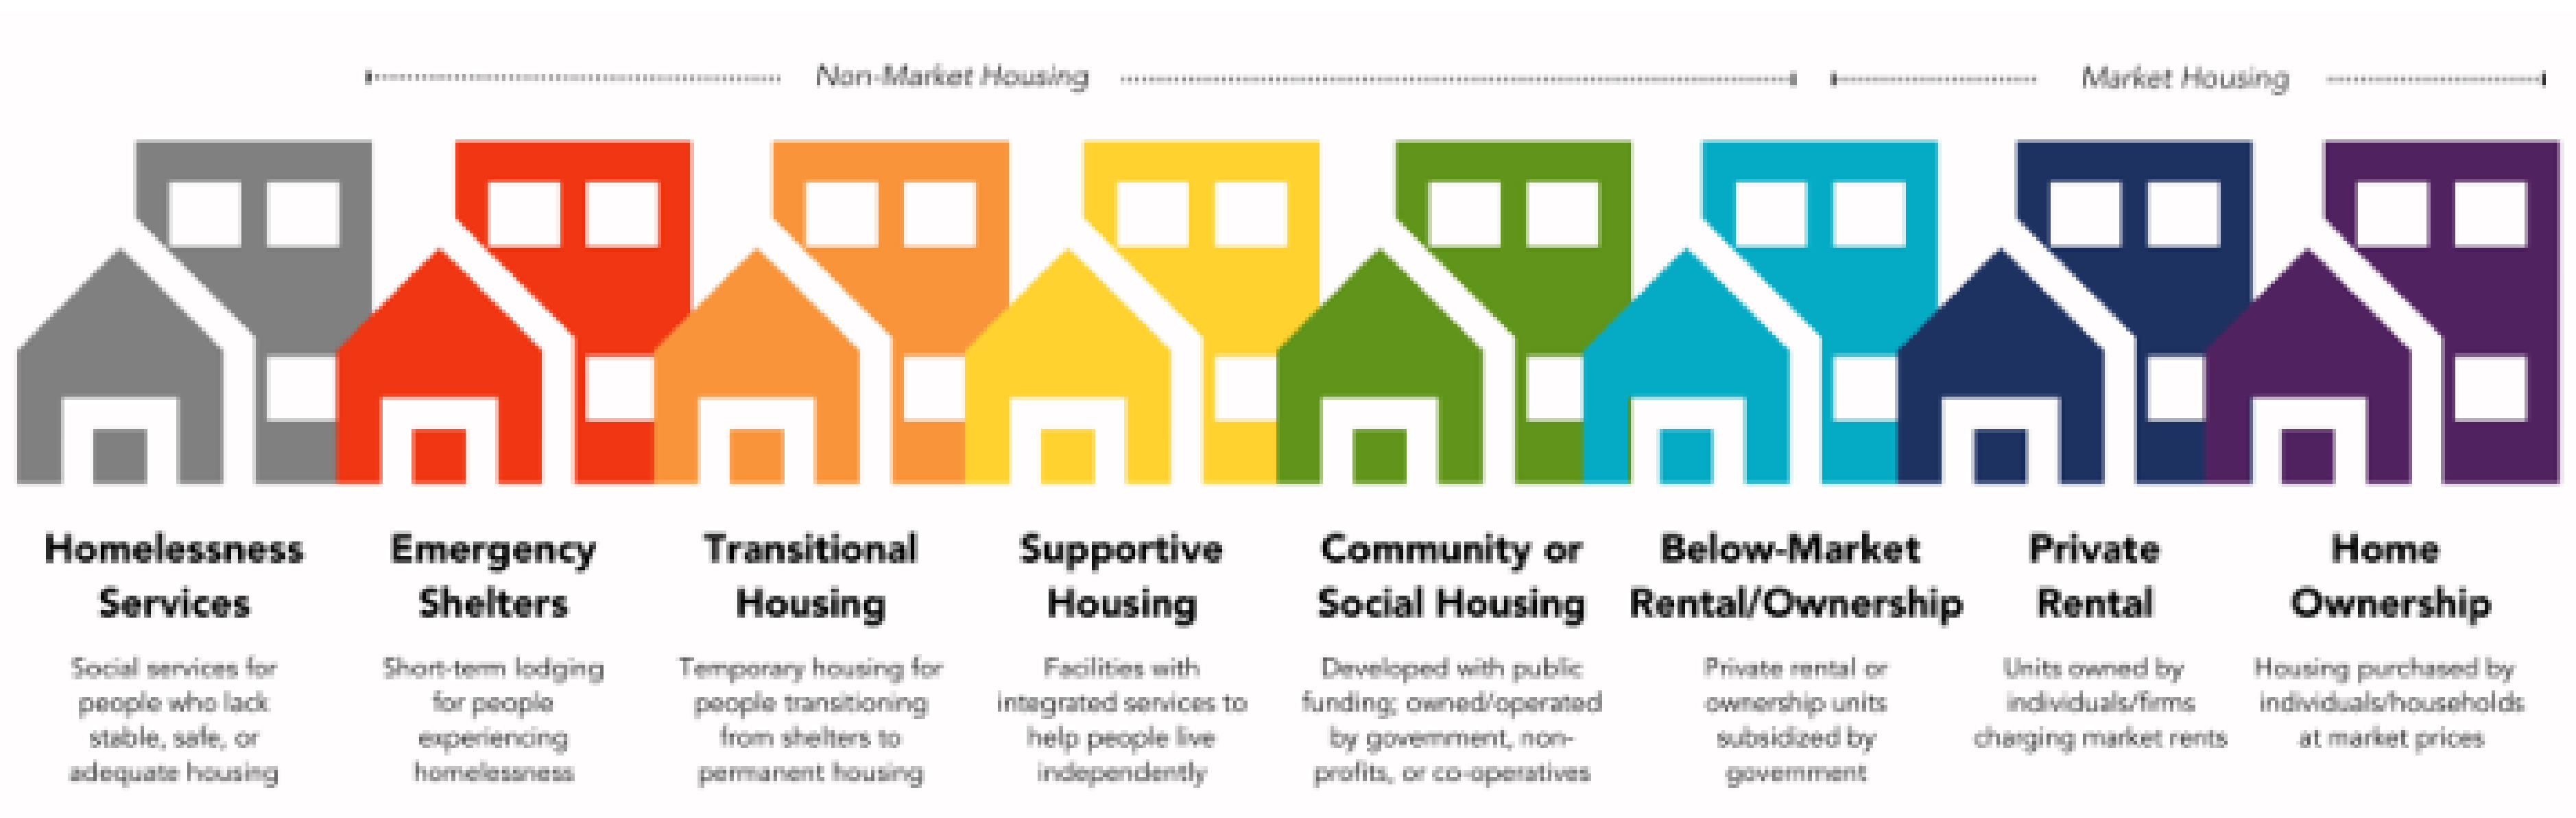 Non-Market Housing
Market Housing
Homelessness
Services
Social services for
people who lack
stable, safe, or
adequate housing
Emergency
Shelters
Short-term lodging
for people
experiencing
homelessness
Transitional
Housing
Temporary housing for
people transitioning
from shelters to
permanent housing
Supportive
Housing
Facilities with
integrated services to
help people live
independently
Community or
Social Housing
Developed with public
funding; owned/operated
by government, non-
profits, or co-operatives
Below-Market
Rental/Ownership
Private rental or
ownership units
subsidized by
government
Private
Rental
Units owned by
individuals/firms
charging market rents
Home
Ownership
Housing purchased by
individuals/households
at market prices